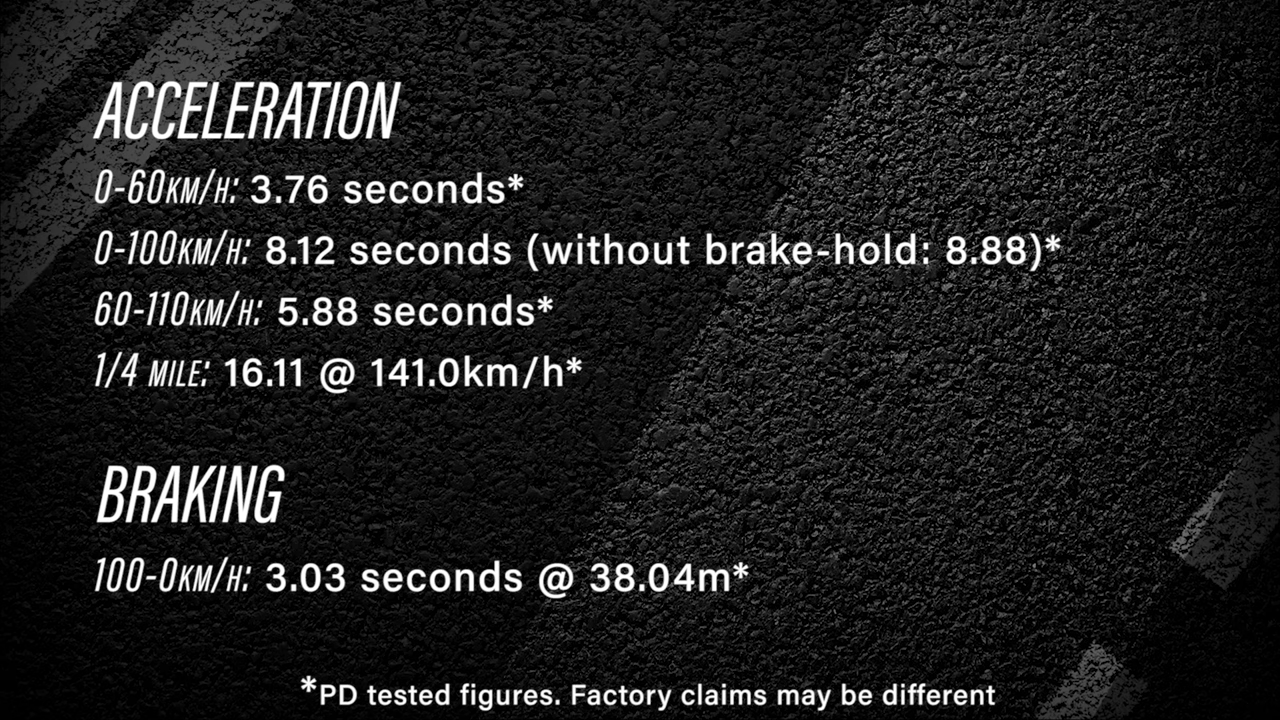 ACCELERATION
0-60KM/H: 3.76 seconds*
0-100KM/H: 8.12 seconds (without brake-hold: 8.88)*
60-110KM/H: 5.88 seconds*
1/4 MILE: 16.11 @ 141.0km/h*
BRAKING
100-0KM/H: 3.03 seconds @ 38.04m*
*PD tested figures. Factory claims may be different